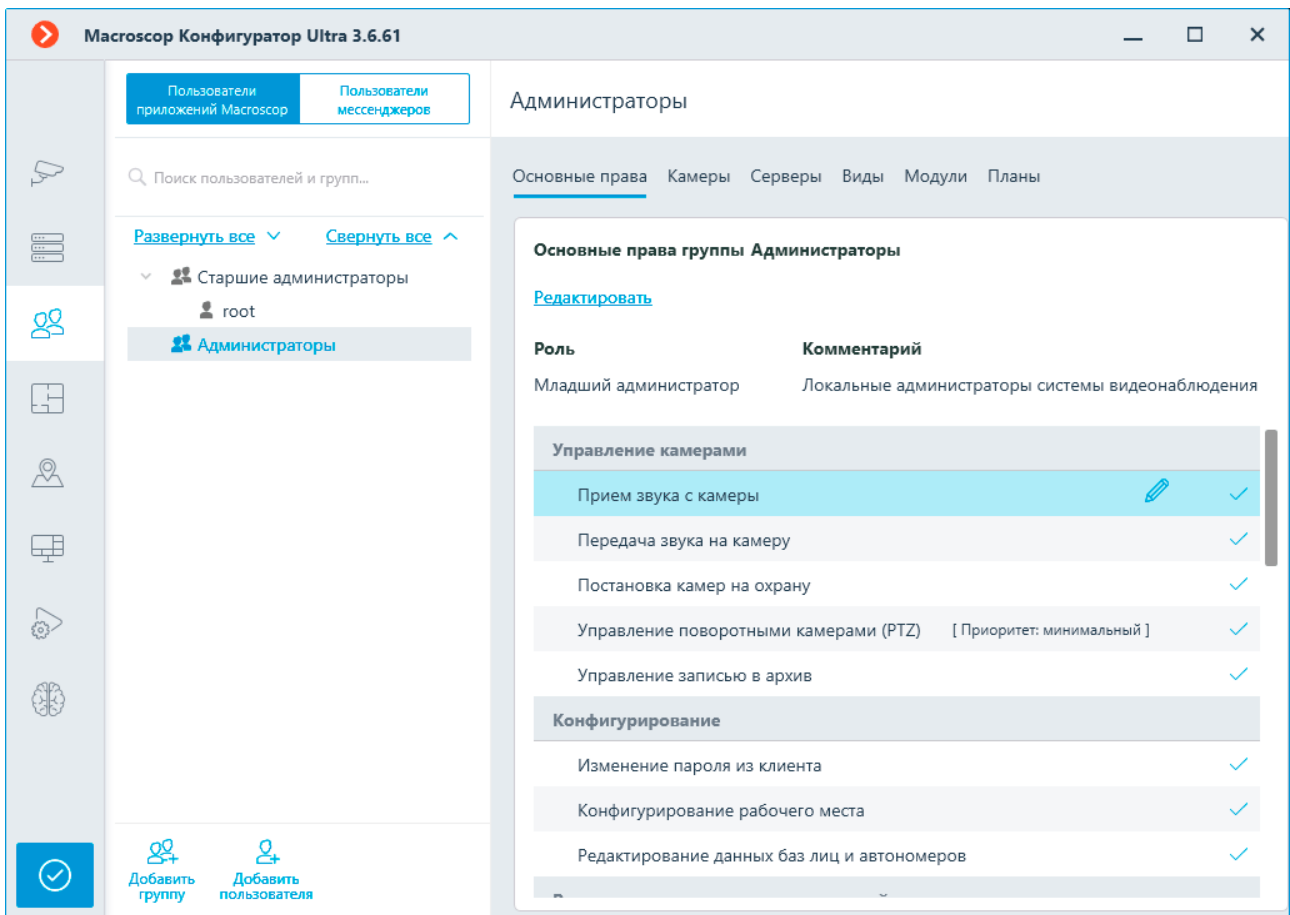 Macroscop Конфигуратор Ultra 3.6.61
Пользователи
приложений Macroscop
Пользователи
мессенджеров
Поиск пользователей и групп...
Развернуть все
Свернуть все
Старшие администраторы
root
Администраторы
Добавить
группу
Добавить
пользователя
Администраторы
Основные права Камеры Серверы Виды Модули Планы
Основные права группы Администраторы
Редактировать
Роль Комментарий
Младший администратор Локальные администраторы системы видеонаблюдения
Управление камерами
Прием звука с камеры
Передача звука на камеру
Постановка камер на охрану
Управление поворотными камерами (PTZ) [ Приоритет: минимальный ]
Управление записью в архив
Конфигурирование
Изменение пароля из клиента
Конфигурирование рабочего места
Редактирование данных баз лиц и автономеров